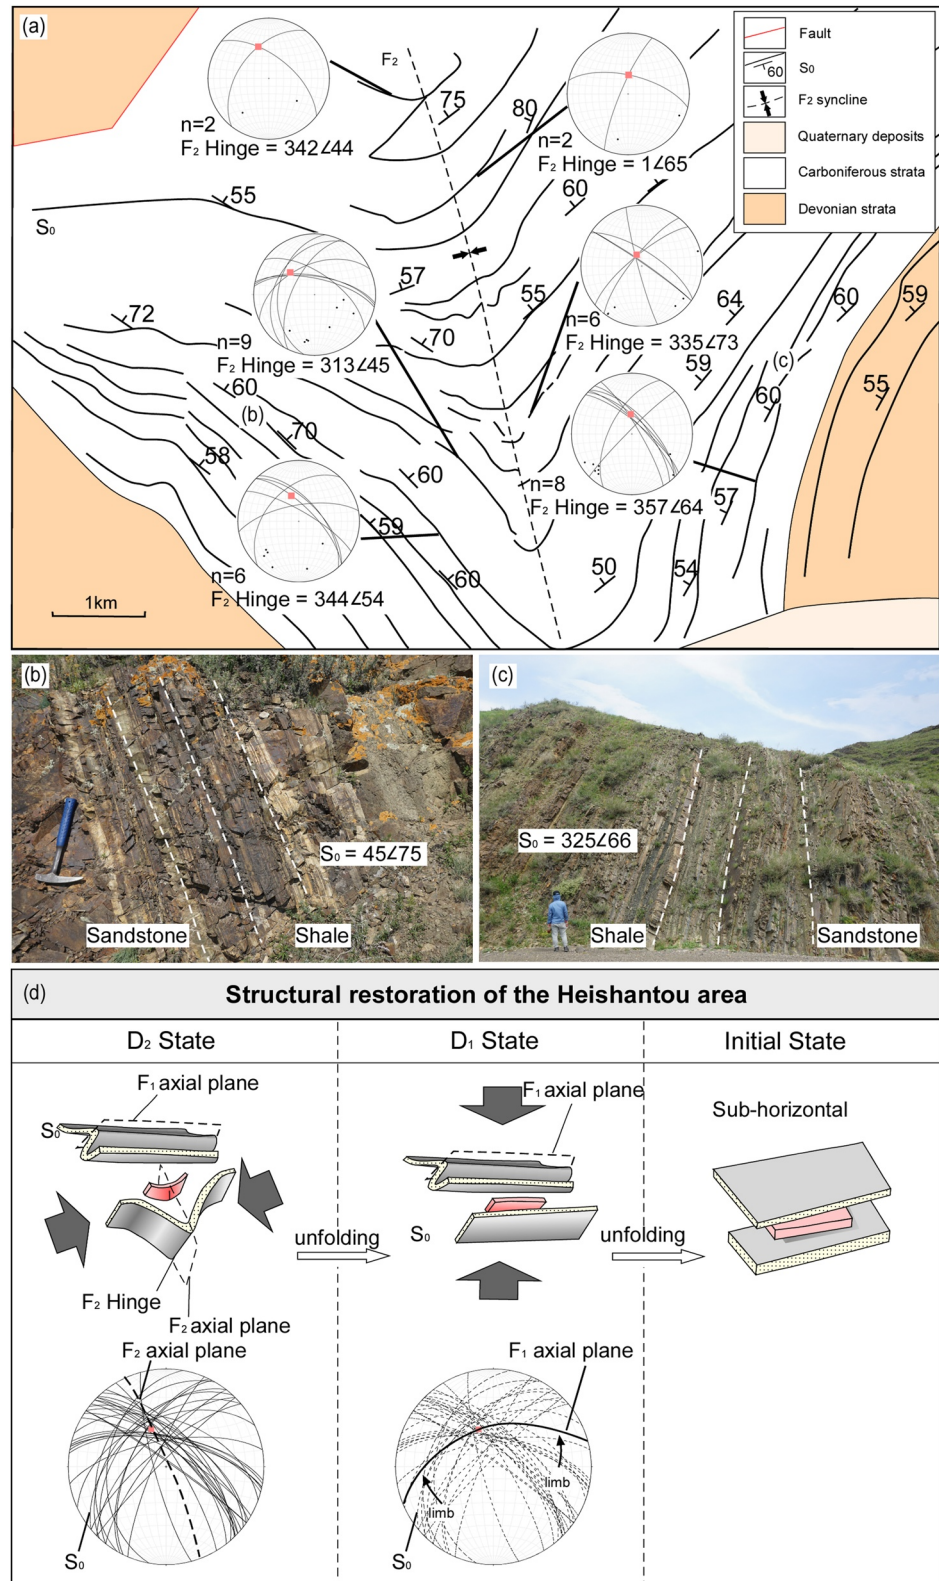 (a)
F₂
75
80
n=2
F₂ Hinge = 342∠44
n=2
F₂ Hinge = 1∠65
Fault
S₀
60
F₂ syncline
Quaternary deposits
Carboniferous strata
Devonian strata
55
60
S₀
57
55
64
60
59
72
70
n=9
F₂ Hinge = 313∠45
n=6
F₂ Hinge = 335∠73
59
(c)
60
(b)
60
55
70
58
60
n=8
F₂ Hinge = 357∠64
57
59
n=6
F₂ Hinge = 344∠54
60
50
54
1km
(b)
S₀ = 45∠75
Sandstone
Shale
(c)
S₀ = 325∠66
Shale
Sandstone
(d)
Structural restoration of the Heishantou area
D₂ State
D₁ State
Initial State
F₁ axial plane
S₀
F₂ Hinge
F₂ axial plane
unfolding
F₁ axial plane
S₀
unfolding
Sub-horizontal
F₂ axial plane
S₀
F₁ axial plane
limb
limb
S₀